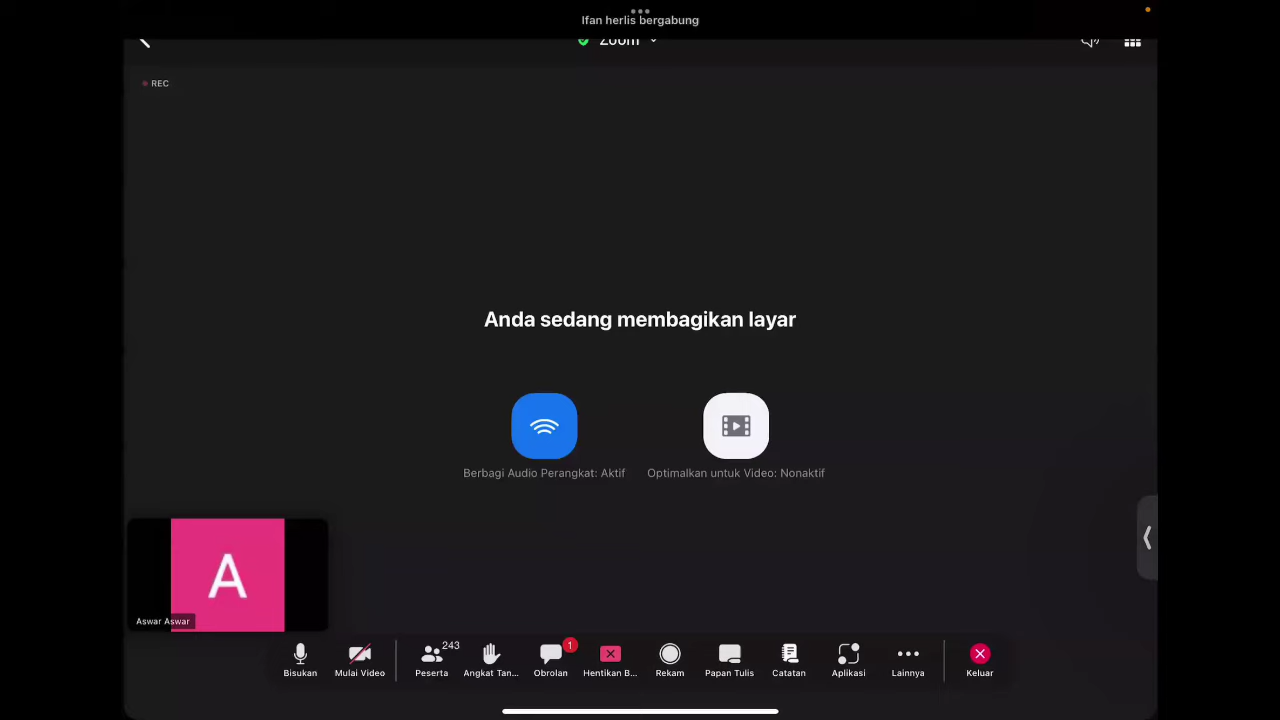 Ifan herlis bergabung
Zoom
REC
Anda sedang membagikan layar
Berbagi Audio Perangkat: Aktif
Optimalkan untuk Video: Nonaktif
A
Aswar Aswar
243
1
Bisukan
Mulai Video
Peserta
Angkat Tan...
Obrolan
Hentikan B...
Rekam
Papan Tulis
Catatan
Aplikasi
Lainnya
Keluar